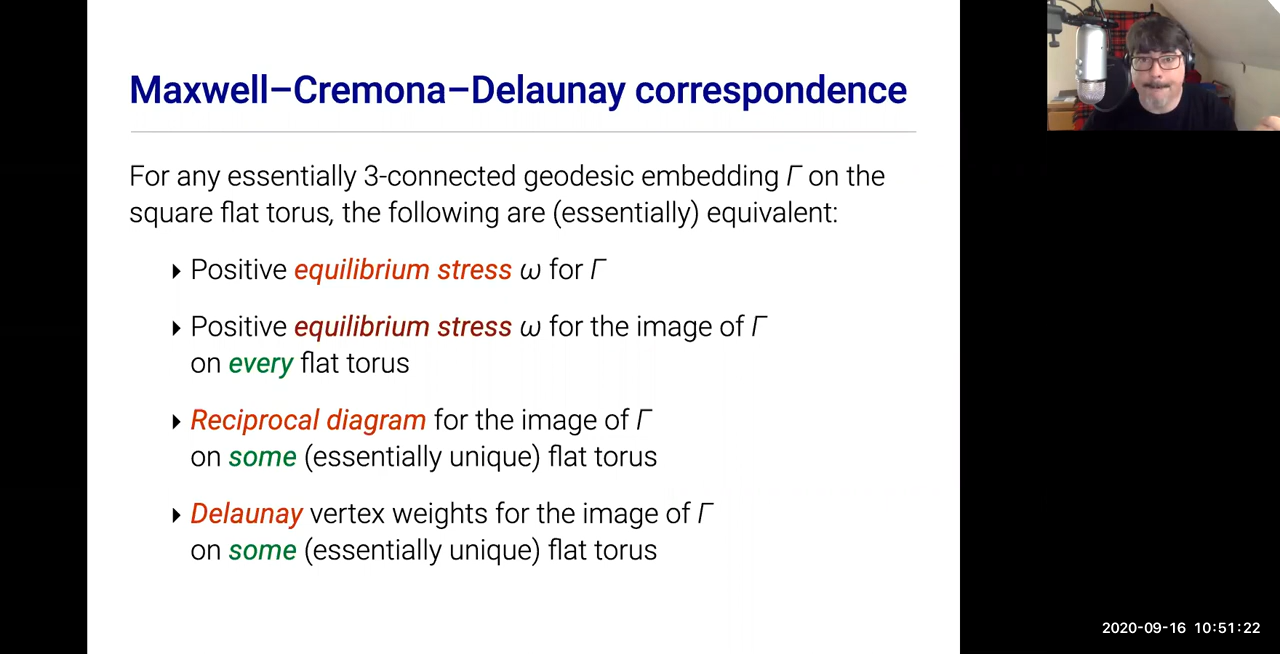 Maxwell–Cremona–Delaunay correspondence
For any essentially 3-connected geodesic embedding Γ on the
square flat torus, the following are (essentially) equivalent:
‣ Positive equilibrium stress ω for Γ
‣ Positive equilibrium stress ω for the image of Γ
on every flat torus
‣ Reciprocal diagram for the image of Γ
on some (essentially unique) flat torus
‣ Delaunay vertex weights for the image of Γ
on some (essentially unique) flat torus
2020-09-16 10:51:22